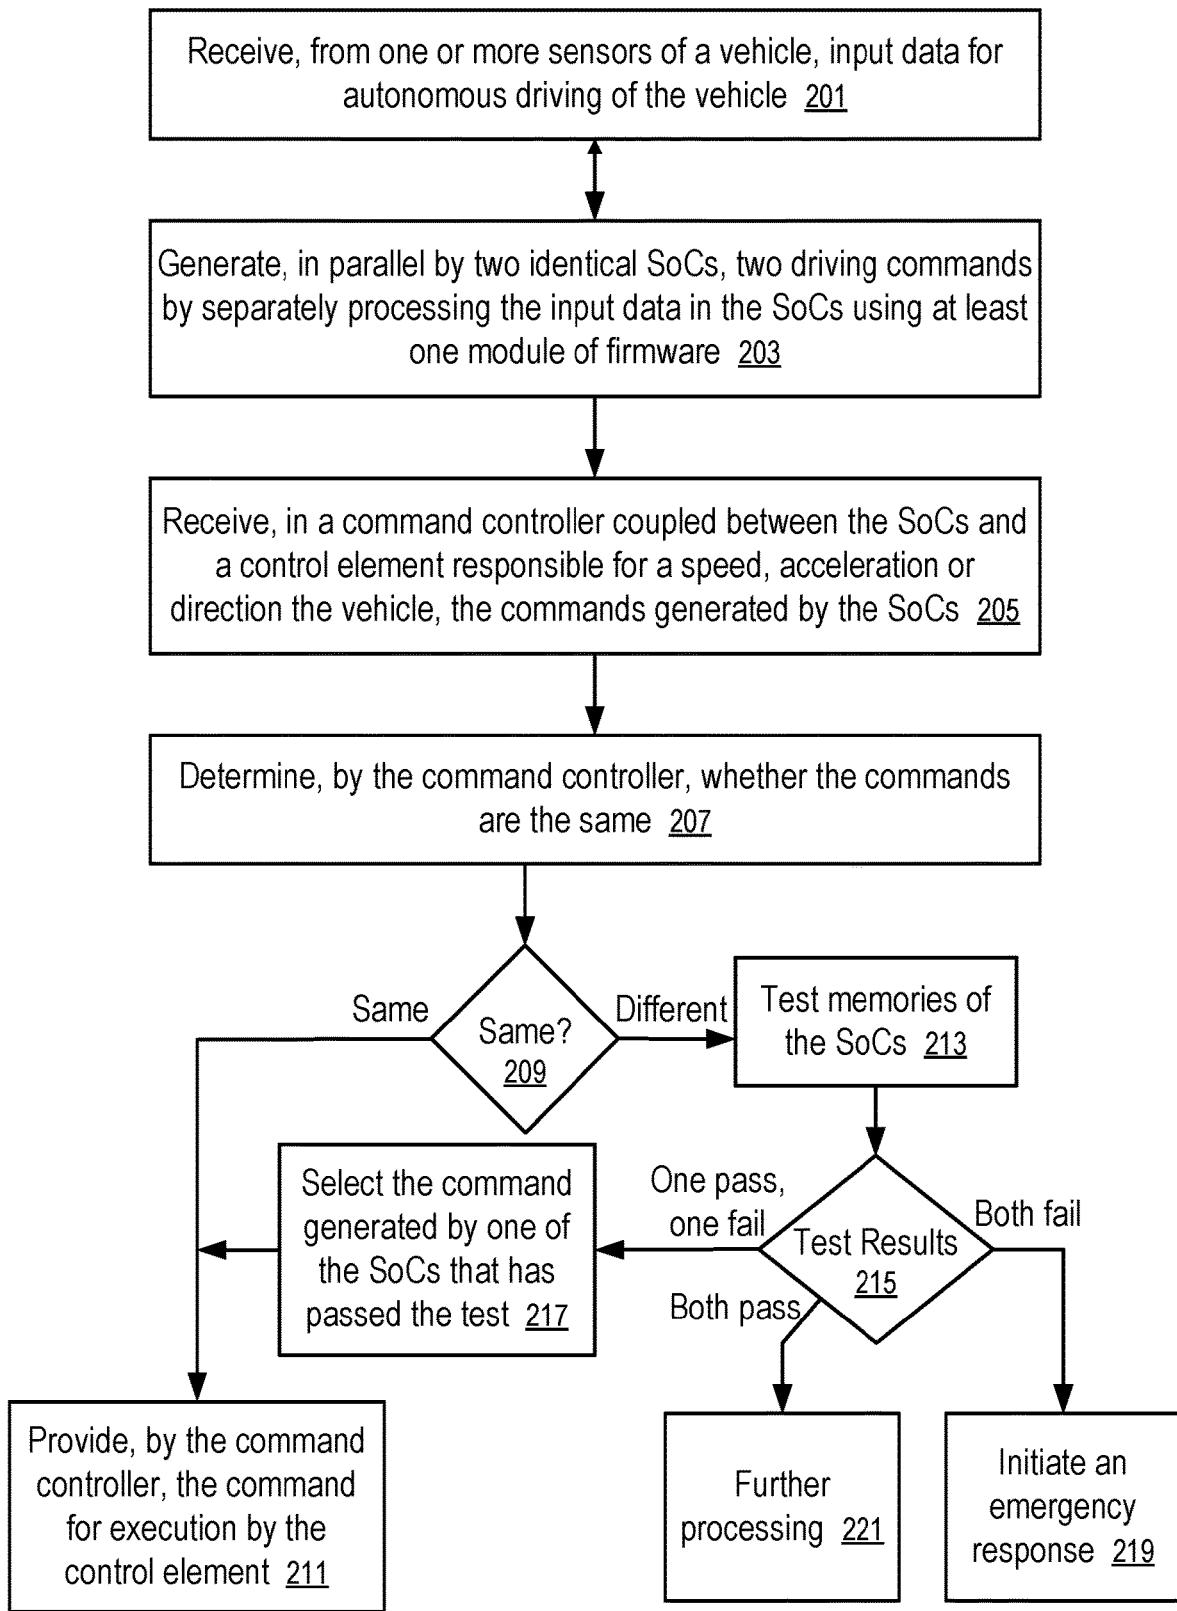 Receive, from one or more sensors of a vehicle, input data for
autonomous driving of the vehicle 201
Generate, in parallel by two identical SoCs, two driving commands
by separately processing the input data in the SoCs using at least
one module of firmware 203
Receive, in a command controller coupled between the SoCs and
a control element responsible for a speed, acceleration or
direction the vehicle, the commands generated by the SoCs 205
Determine, by the command controller, whether the commands
are the same 207
Same
Same?
209
Different
Test memories of
the SoCs 213
Select the command
generated by one of
the SoCs that has
passed the test 217
One pass,
one fail
Test Results
215
Both fail
Both pass
Provide, by the command
controller, the command
for execution by the
control element 211
Further
processing 221
Initiate an
emergency
response 219